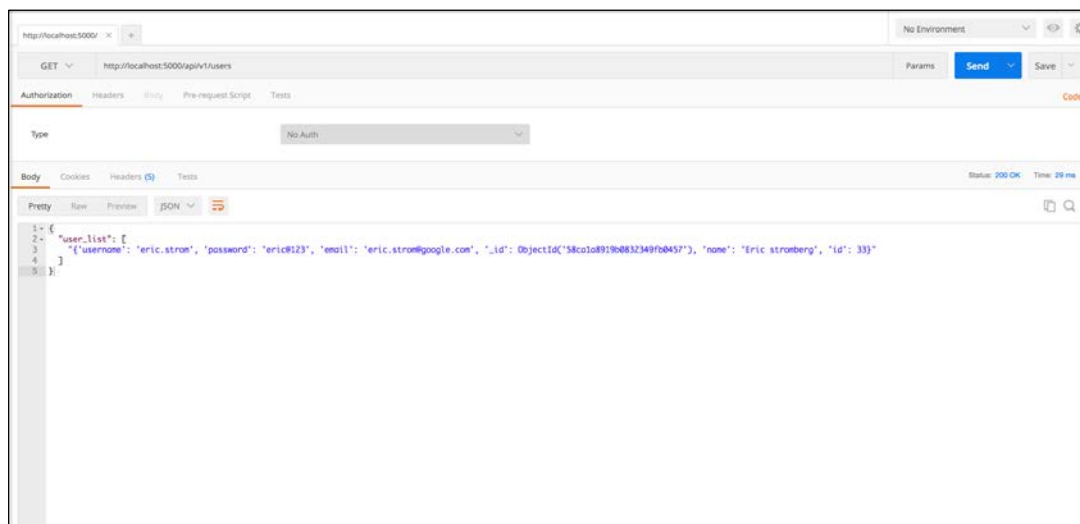 http://localhost:5000/ × +
No Environment
GET http://localhost:5000/api/v1/users Params Send Save
Authorization Headers Body Pre-request Script Tests Code
Type No Auth
Body Cookies Headers (5) Tests Status: 200 OK Time: 29 ms
Pretty Raw Preview JSON
1 {
2 "user_list": [
3 "{'username': 'eric.strom', 'password': 'eric@123', 'email': 'eric.strom@google.com', '_id': ObjectId('58ca1a8919b0832349fb0457'), 'name': 'Eric stromberg', 'id': 33}"
4 ]
5 }